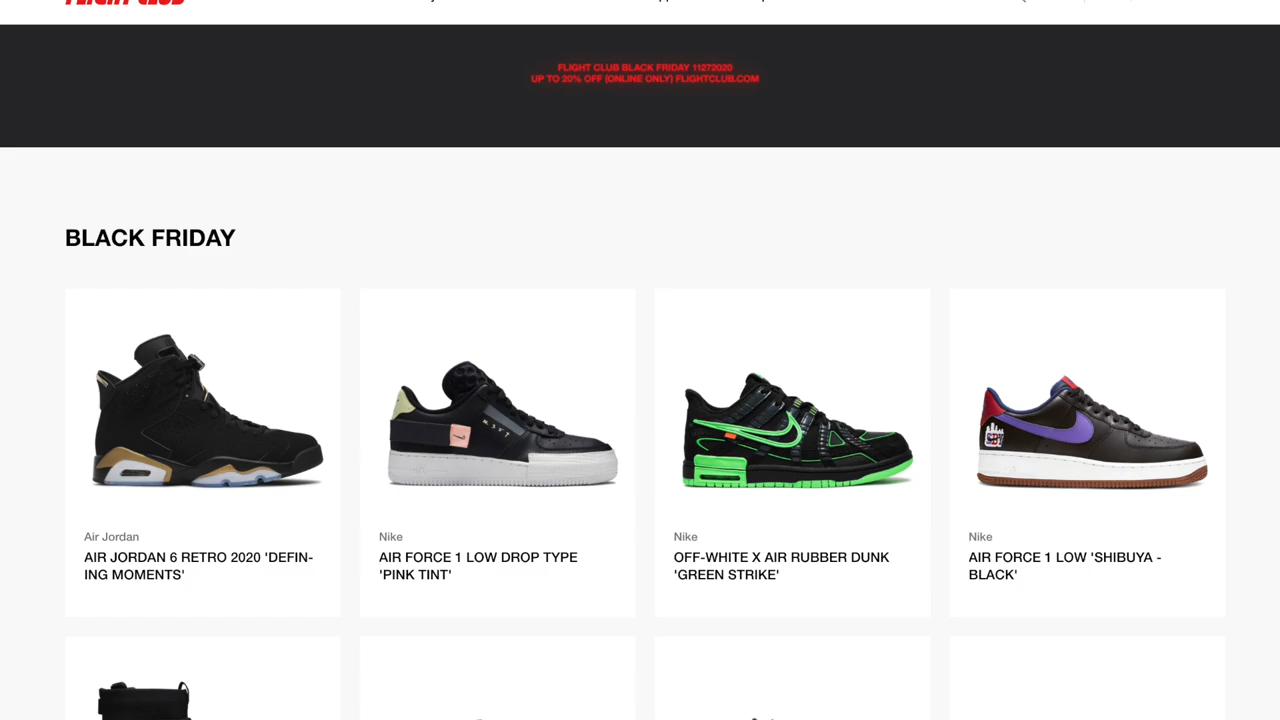 FLIGHT CLUB
FLIGHT CLUB BLACK FRIDAY 11272020
UP TO 20% OFF (ONLINE ONLY) FLIGHTCLUB.COM
BLACK FRIDAY
Air Jordan
AIR JORDAN 6 RETRO 2020 'DEFIN-
ING MOMENTS'
Nike
AIR FORCE 1 LOW DROP TYPE
'PINK TINT'
Nike
OFF-WHITE X AIR RUBBER DUNK
'GREEN STRIKE'
Nike
AIR FORCE 1 LOW 'SHIBUYA -
BLACK'